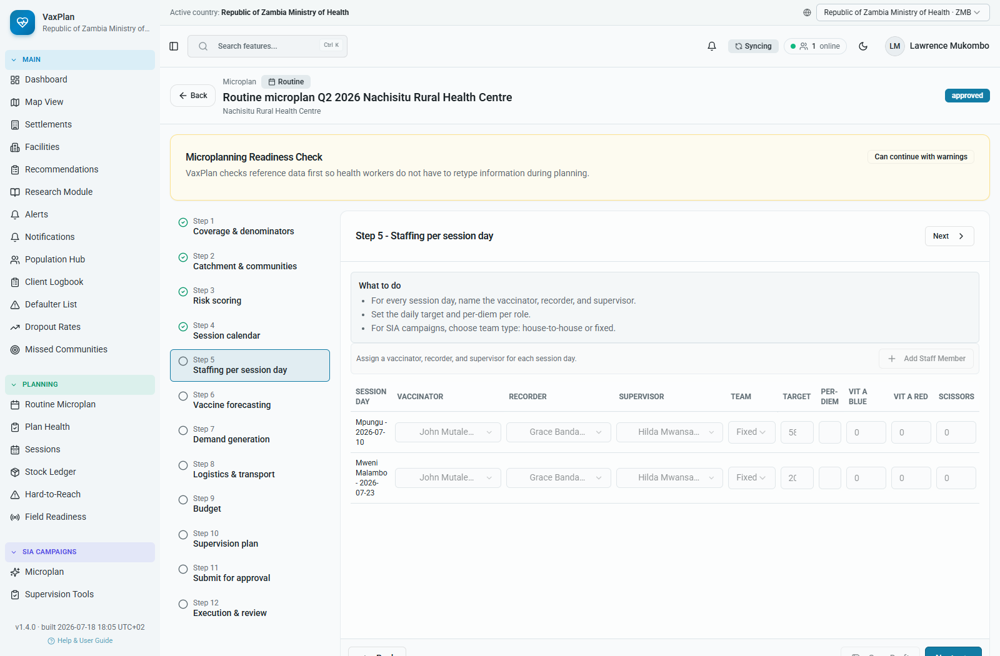 VaxPlan
Republic of Zambia Ministry of...
MAIN
Dashboard
Map View
Settlements
Facilities
Recommendations
Research Module
Alerts
Notifications
Population Hub
Client Logbook
Defaulter List
Dropout Rates
Missed Communities
PLANNING
Routine Microplan
Plan Health
Sessions
Stock Ledger
Hard-to-Reach
Field Readiness
SIA CAMPAIGNS
Microplan
Supervision Tools
v1.4.0 · built 2026-07-18 18:05 UTC+02
Help & User Guide
Active country: Republic of Zambia Ministry of Health
Republic of Zambia Ministry of Health · ZMB
Search features...
Ctrl K
Syncing
1 online
LM
Lawrence Mukombo
Back
Microplan
Routine
Routine microplan Q2 2026 Nachisitu Rural Health Centre
Nachisitu Rural Health Centre
approved
Microplanning Readiness Check
Can continue with warnings
VaxPlan checks reference data first so health workers do not have to retype information during planning.
Step 1
Coverage & denominators
Step 2
Catchment & communities
Step 3
Risk scoring
Step 4
Session calendar
Step 5
Staffing per session day
Step 6
Vaccine forecasting
Step 7
Demand generation
Step 8
Logistics & transport
Step 9
Budget
Step 10
Supervision plan
Step 11
Submit for approval
Step 12
Execution & review
Step 5 - Staffing per session day
Next
What to do
• For every session day, name the vaccinator, recorder, and supervisor.
• Set the daily target and per-diem per role.
• For SIA campaigns, choose team type: house-to-house or fixed.
Assign a vaccinator, recorder, and supervisor for each session day.
Add Staff Member
SESSION DAY VACCINATOR RECORDER SUPERVISOR TEAM TARGET PER-DIEM VIT A BLUE VIT A RED SCISSORS
Mpungu -
2026-07-
10
John Mutale... Grace Banda... Hilda Mwansa... Fixed 0 0 0
Mweni
Malambo
- 2026-
07-23
John Mutale... Grace Banda... Hilda Mwansa... Fixed 0 0 0